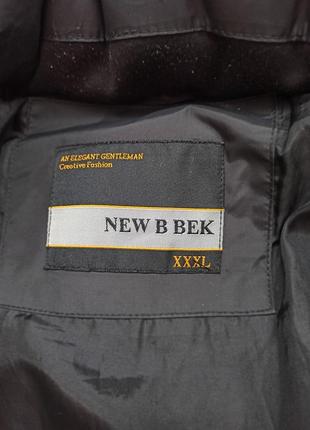 AN ELEGANT GENTLEMAN
Creative Fashion
NEW B BEK
XXXL